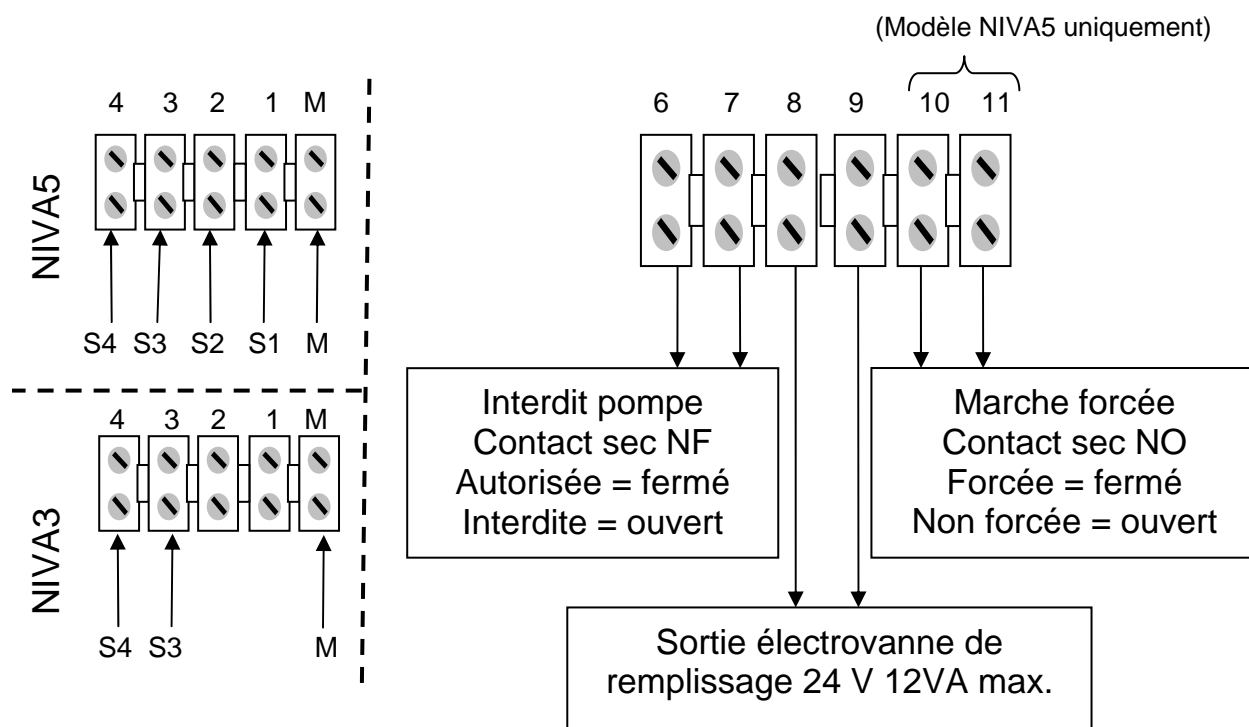 (Modèle NIVA5 uniquement)
4 3 2 1 M
NIVA5
S4 S3 S2 S1 M
4 3 2 1 M
NIVA3
S4 S3 M
6 7 8 9 10 11
Interdit pompe
Contact sec NF
Autorisée = fermé
Interdite = ouvert
Marche forcée
Contact sec NO
Forcée = fermé
Non forcée = ouvert
Sortie électrovanne de
remplissage 24 V 12VA max.